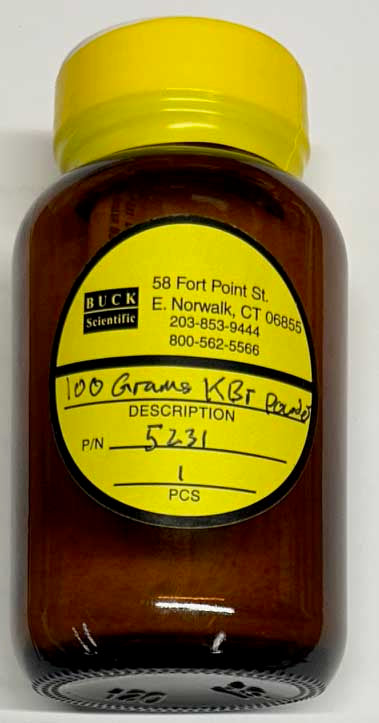 BUCK
Scientific
58 Fort Point St.
E. Norwalk, CT 06855
203-853-9444
800-562-5566
100 Grams KBr Powder
DESCRIPTION
P/N 5231
1
PCS